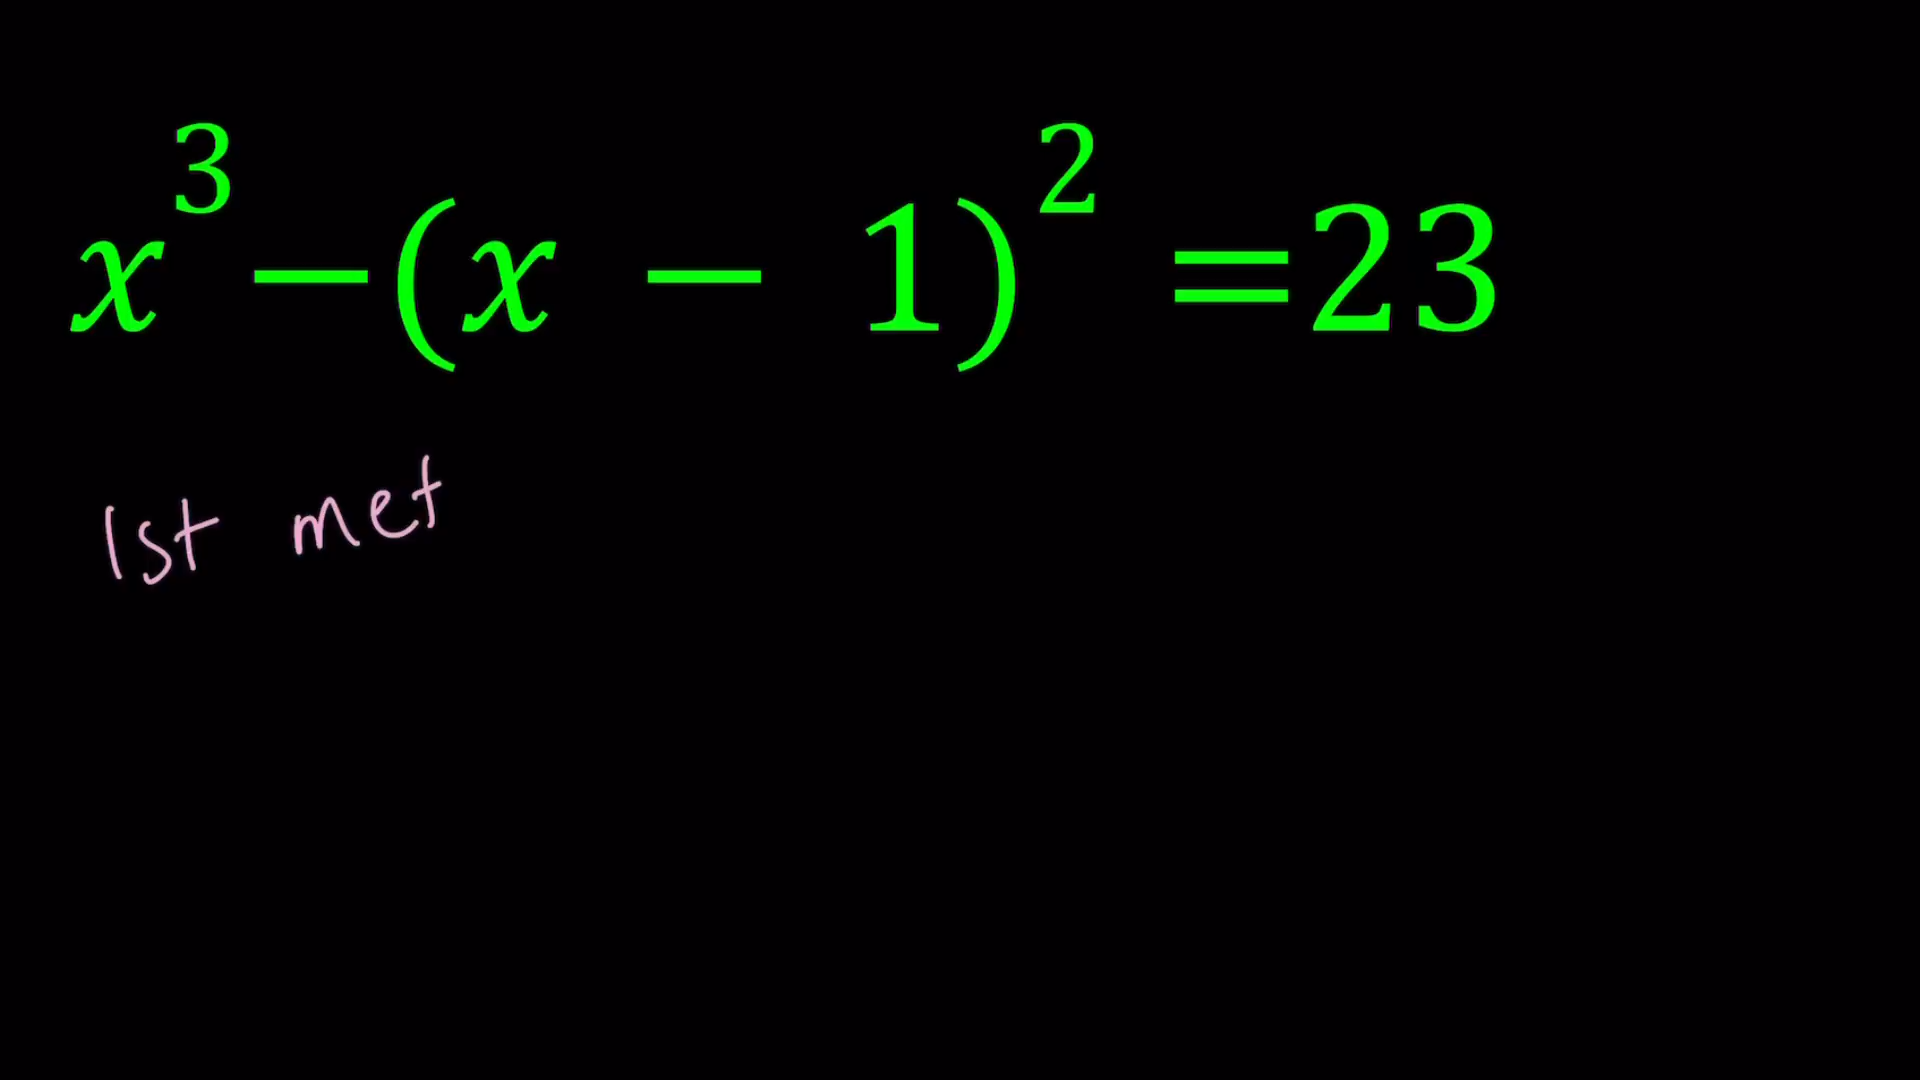 x³−(x − 1)² =23
1st met